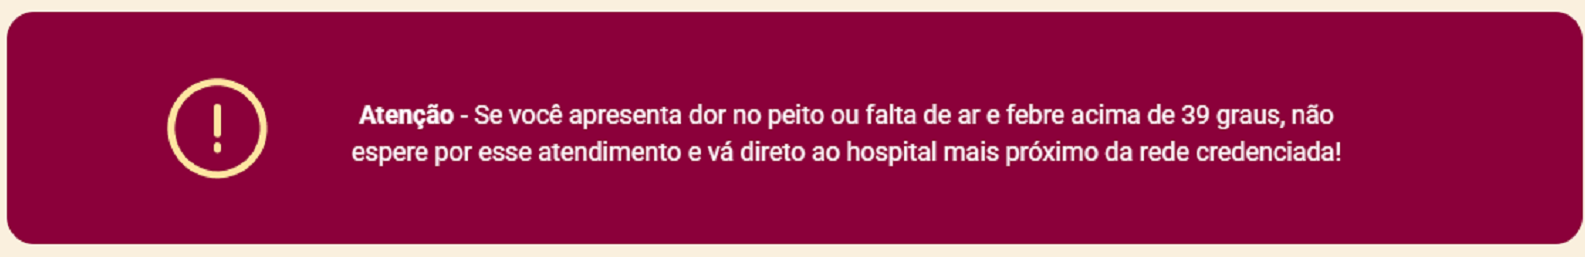 Atenção - Se você apresenta dor no peito ou falta de ar e febre acima de 39 graus, não
espere por esse atendimento e vá direto ao hospital mais próximo da rede credenciada!